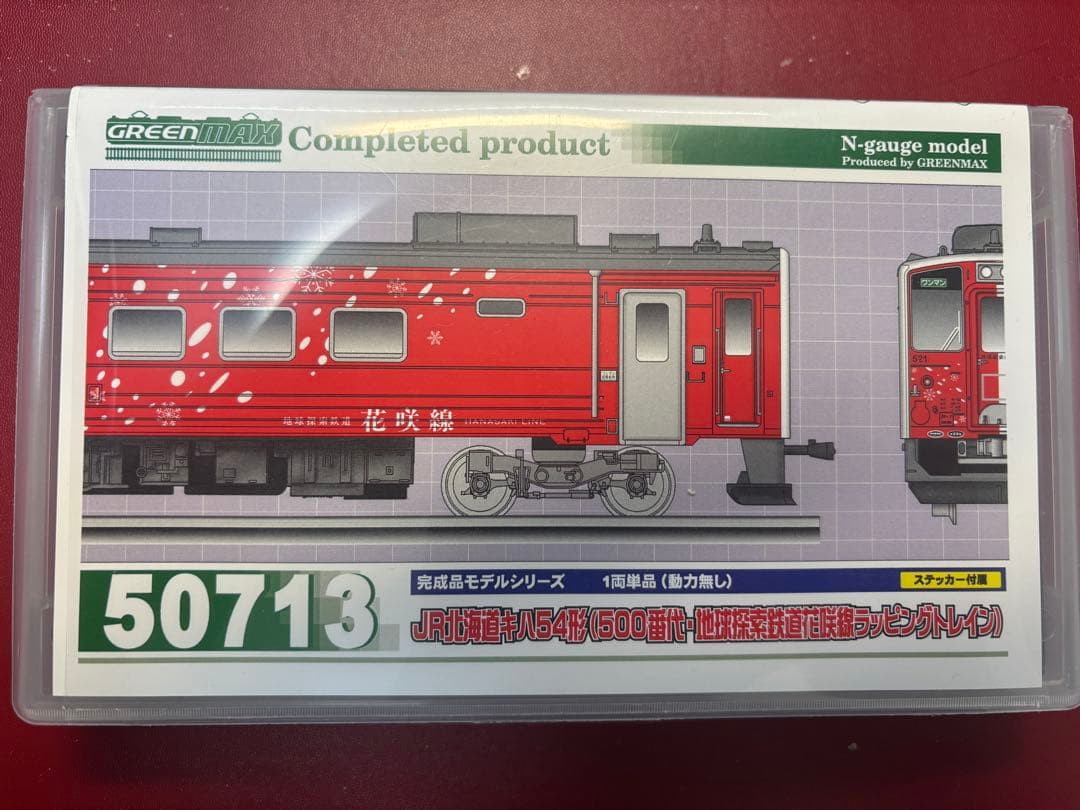 GREENMAX Completed product
N-gauge model
Produced by GREENMAX
ワンマン
521
地球探索鉄道 花咲線 HANASAKI LINE
50713
完成品モデルシリーズ 1両単品(動力無し) ステッカー付属
JR北海道キハ54形(500番代・地球探索鉄道花咲線ラッピングトレイン)